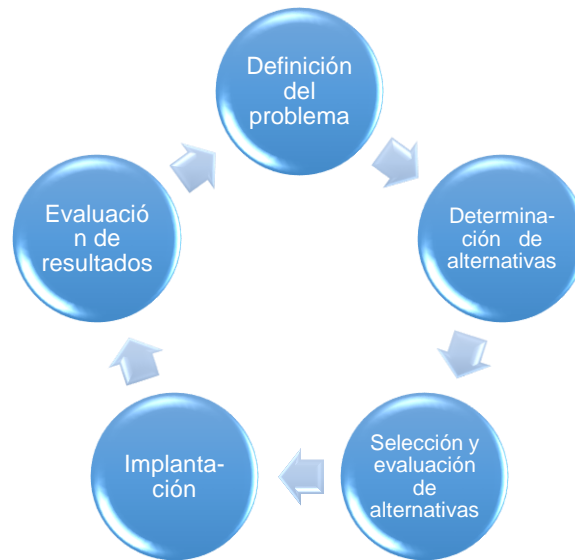 Definición
del
problema
Determina-
ción de
alternativas
Selección y
evaluación
de
alternativas
Implanta-
ción
Evaluació
n de
resultados